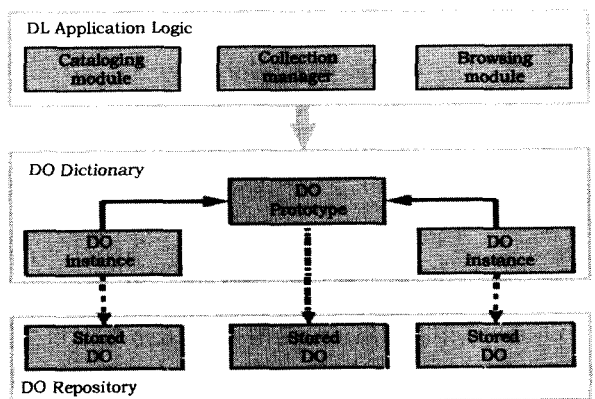 DL Application Logic
Cataloging module
Collection manager
Browsing module
DO Dictionary
DO Prototype
DO instance
DO instance
Stored DO
Stored DO
Stored DO
DO Repository